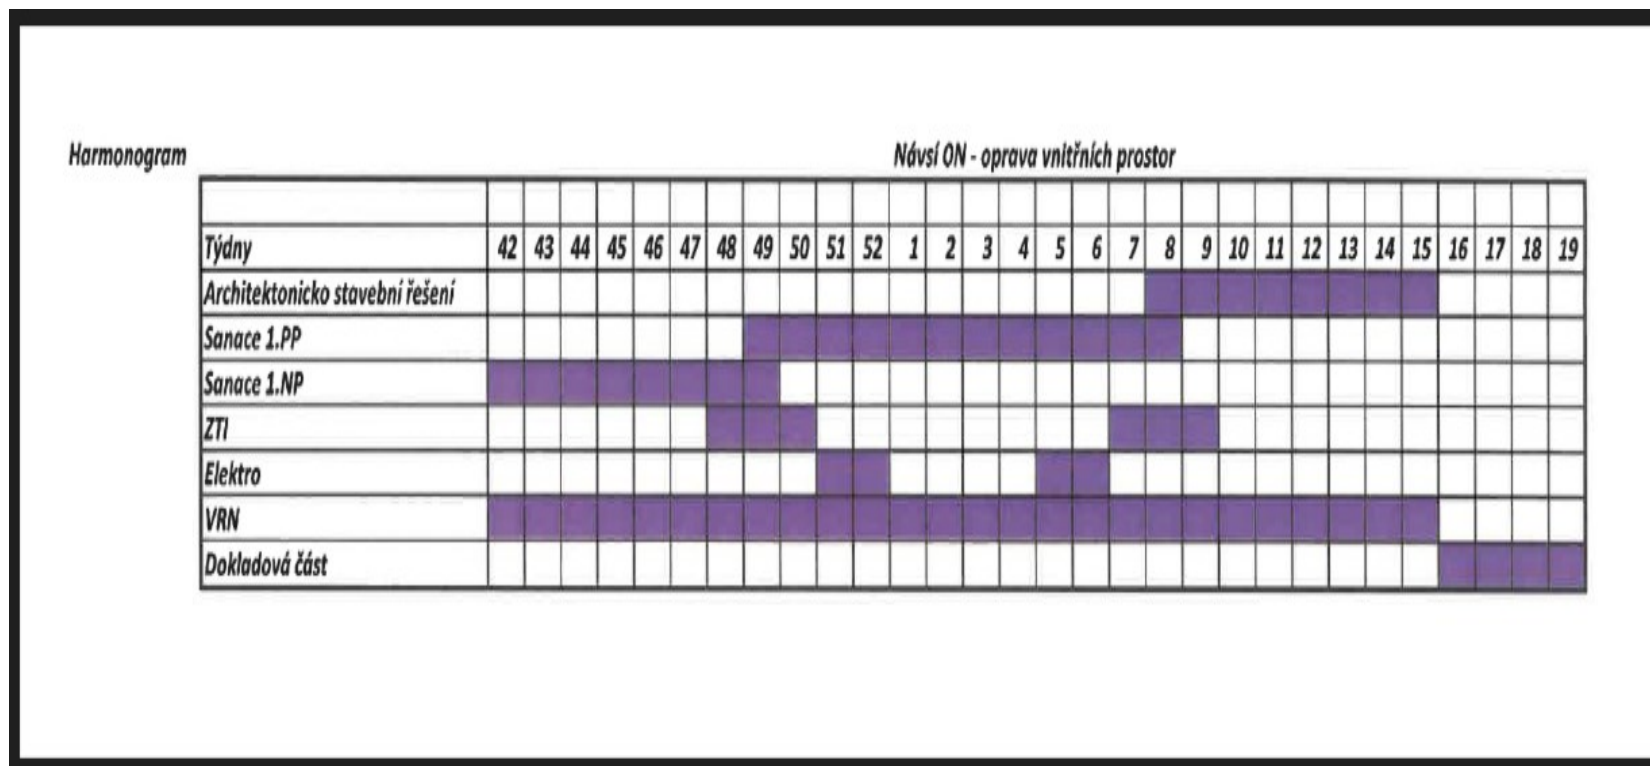 Harmonogram Návsí ON - oprava vnitřních prostor
Týdny 42 43 44 45 46 47 48 49 50 51 52 1 2 3 4 5 6 7 8 9 10 11 12 13 14 15 16 17 18 19
Architektonicko stavební řešení
Sanace 1.PP
Sanace 1.NP
ZTI
Elektro
VRN
Dokladová část